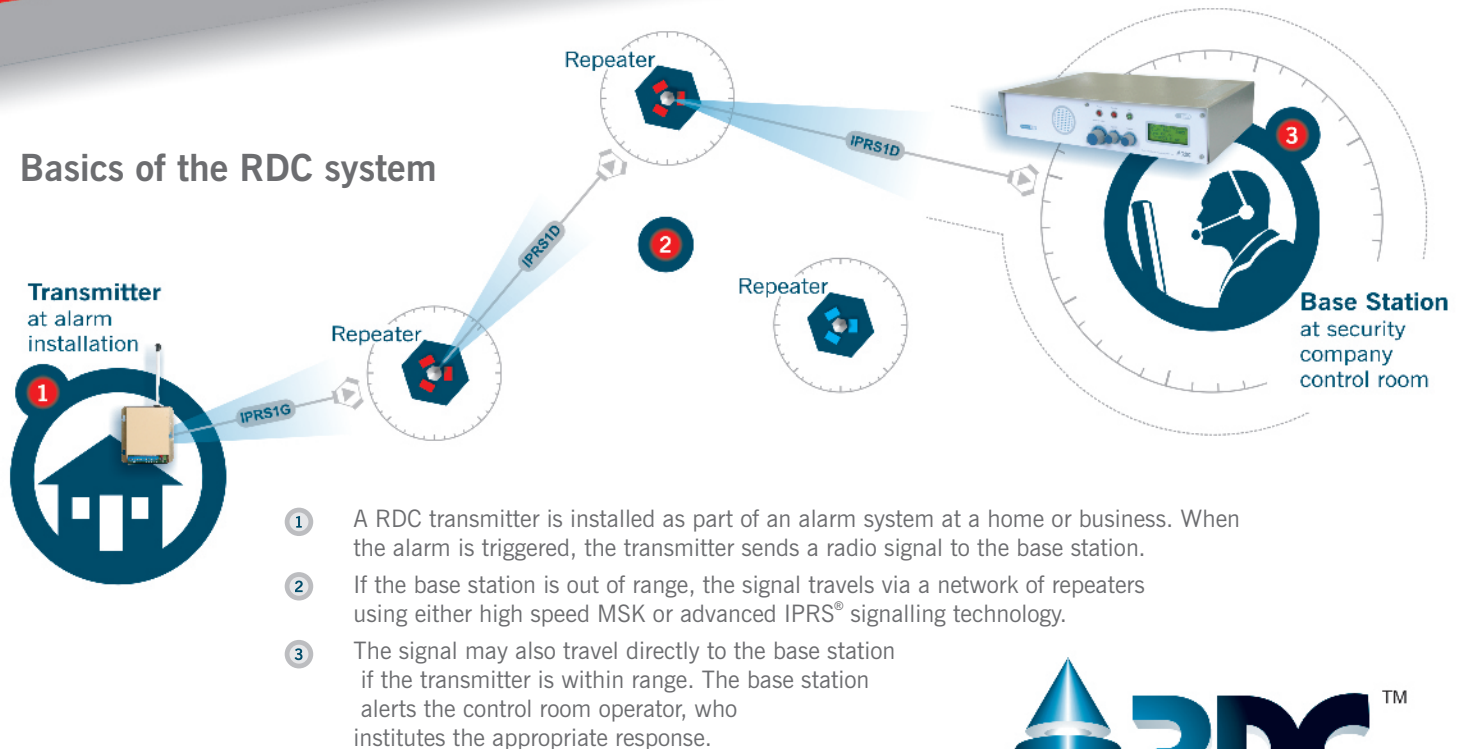 Basics of the RDC system
Repeater
IPRS1D
3
2
IPRS1D
Repeater
Transmitter
at alarm
installation
1
Repeater
IPRS1G
Base Station
at security
company
control room
1 A RDC transmitter is installed as part of an alarm system at a home or business. When
the alarm is triggered, the transmitter sends a radio signal to the base station.
2 If the base station is out of range, the signal travels via a network of repeaters
using either high speed MSK or advanced IPRS® signalling technology.
3 The signal may also travel directly to the base station
if the transmitter is within range. The base station
alerts the control room operator, who
institutes the appropriate response.
RDC TM